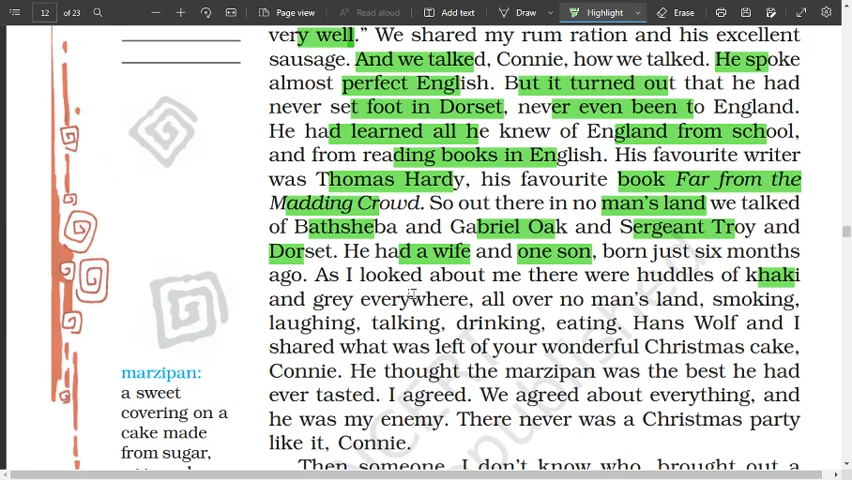 12 of 23
Page view
Read aloud
Add text
Draw
Highlight
Erase
very well.” We shared my rum ration and his excellent
sausage. And we talked, Connie, how we talked. He spoke
almost perfect English. But it turned out that he had
never set foot in Dorset, never even been to England.
He had learned all he knew of England from school,
and from reading books in English. His favourite writer
was Thomas Hardy, his favourite book Far from the
Madding Crowd. So out there in no man’s land we talked
of Bathsheba and Gabriel Oak and Sergeant Troy and
Dorset. He had a wife and one son, born just six months
ago. As I looked about me there were huddles of khaki
and grey everywhere, all over no man’s land, smoking,
laughing, talking, drinking, eating. Hans Wolf and I
shared what was left of your wonderful Christmas cake,
Connie. He thought the marzipan was the best he had
ever tasted. I agreed. We agreed about everything, and
he was my enemy. There never was a Christmas party
like it, Connie.
Then someone, I don’t know who, brought out a
marzipan:
a sweet
covering on a
cake made
from sugar,
NCERT
republished